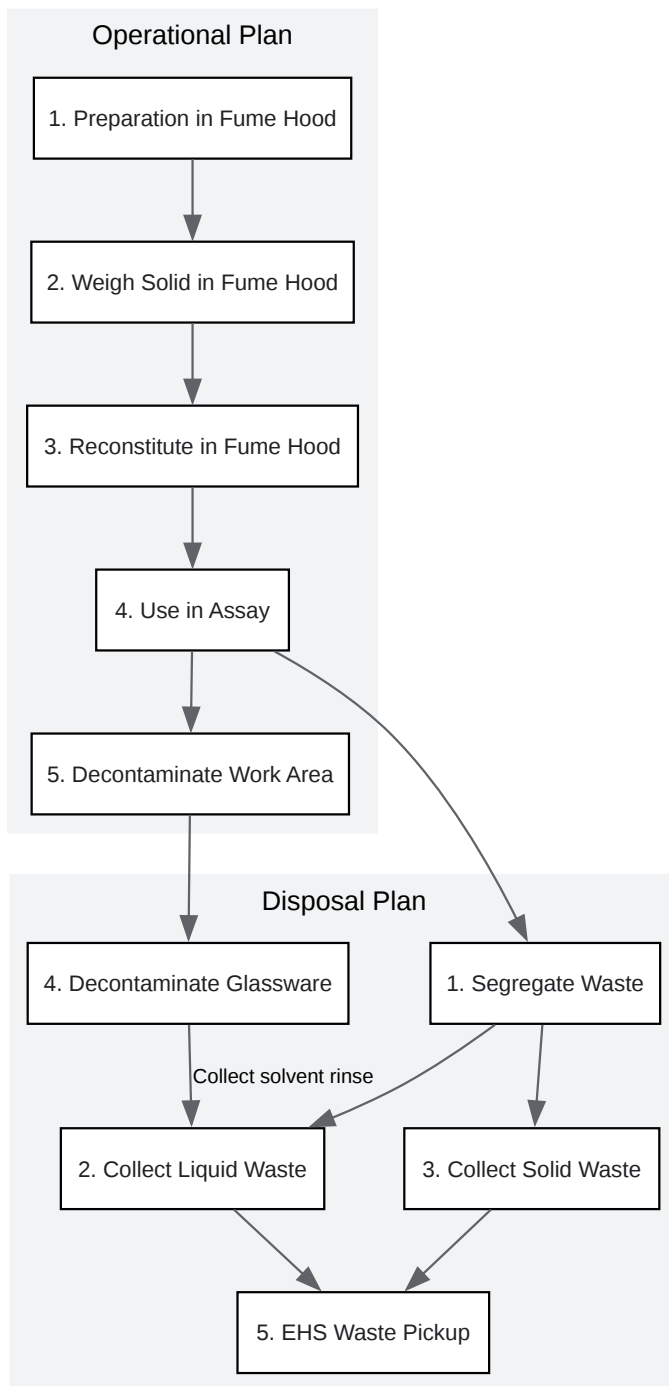 Operational Plan
1. Preparation in Fume Hood
2. Weigh Solid in Fume Hood
3. Reconstitute in Fume Hood
4. Use in Assay
5. Decontaminate Work Area
Disposal Plan
4. Decontaminate Glassware
1. Segregate Waste
Collect solvent rinse
2. Collect Liquid Waste
3. Collect Solid Waste
5. EHS Waste Pickup